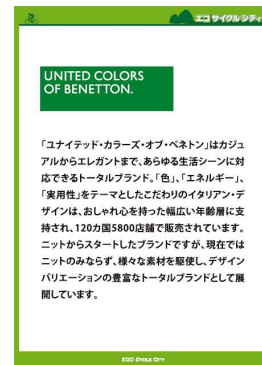 エコ サイクル シティ
UNITED COLORS
OF BENETTON.
「ユナイテッド・カラーズ・オブ・ベネトン」はカジュ
アルからエレガントまで、あらゆる生活シーンに対
応できるトータルブランド。「色」、「エネルギー」、
「実用性」をテーマとしたこだわりのイタリアン・デ
ザインは、おしゃれ心を持った幅広い年齢層に支
持され、120カ国5800店舗で販売されています。
ニットからスタートしたブランドですが、現在では
ニットのみならず、様々な素材を駆使し、デザイン
バリエーションの豊富なトータルブランドとして展
開しています。
ECO CYCLE CITY